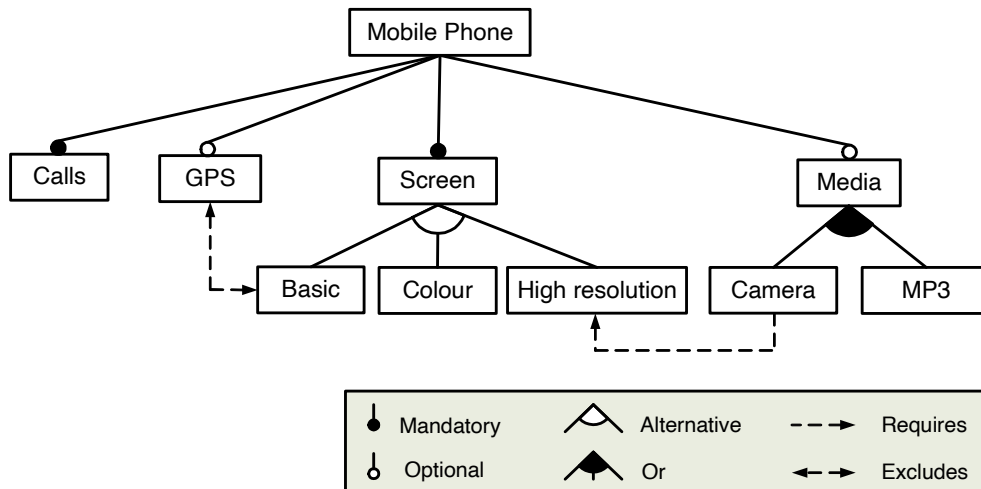 Mobile Phone
Calls
GPS
Screen
Media
Basic
Colour
High resolution
Camera
MP3
Mandatory
Alternative
Requires
Optional
Or
Excludes